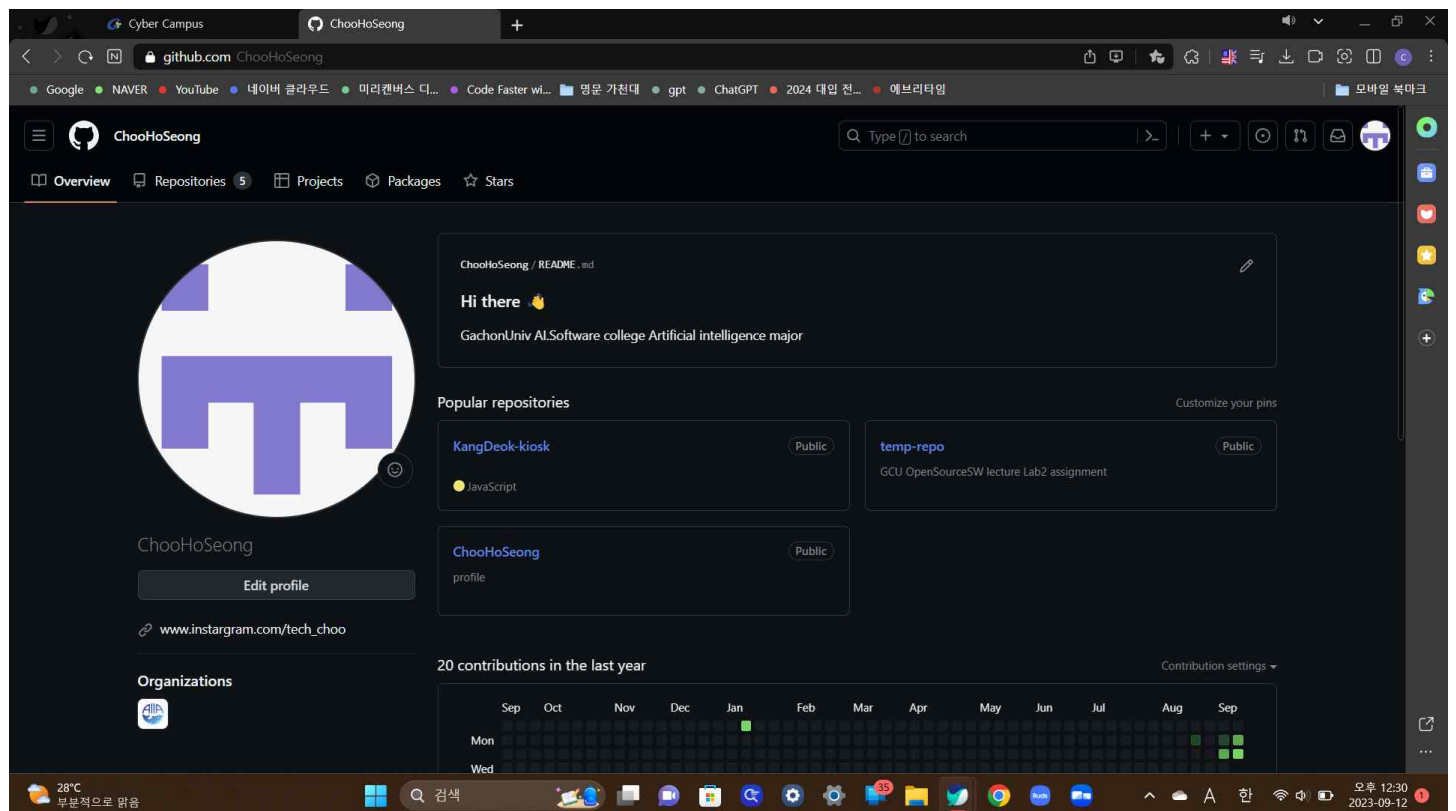 Cyber Campus
ChooHoSeong
github.com ChooHoSeong
Google NAVER YouTube 네이버 클라우드 미리캔버스 디... Code Faster wi... 명문 가천대 gpt ChatGPT 2024 대입 전... 에브리타임 모바일 북마크
ChooHoSeong
Type / to search
Overview Repositories 5 Projects Packages Stars
ChooHoSeong / README.md
Hi there
GachonUniv AI.Software college Artificial intelligence major
Popular repositories
Customize your pins
KangDeok-kiosk Public
JavaScript
temp-repo Public
GCU OpenSourceSW lecture Lab2 assignment
ChooHoSeong Public
profile
ChooHoSeong
Edit profile
www.instargram.com/tech_choo
Organizations
20 contributions in the last year
Contribution settings
Sep Oct Nov Dec Jan Feb Mar Apr May Jun Jul Aug Sep
Mon
Wed
28°C
부분적으로 맑음
검색
35
A 한
오후 12:30
2023-09-12
1